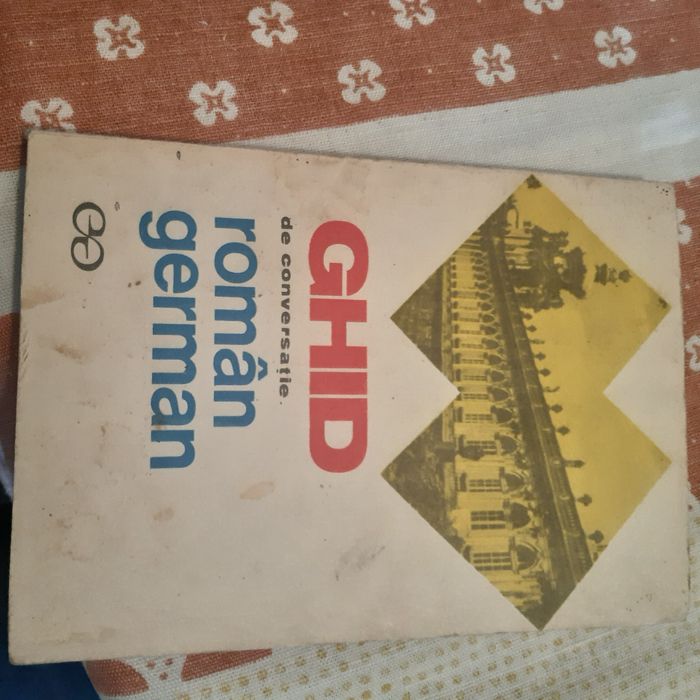 GHID
de conversație
român
german